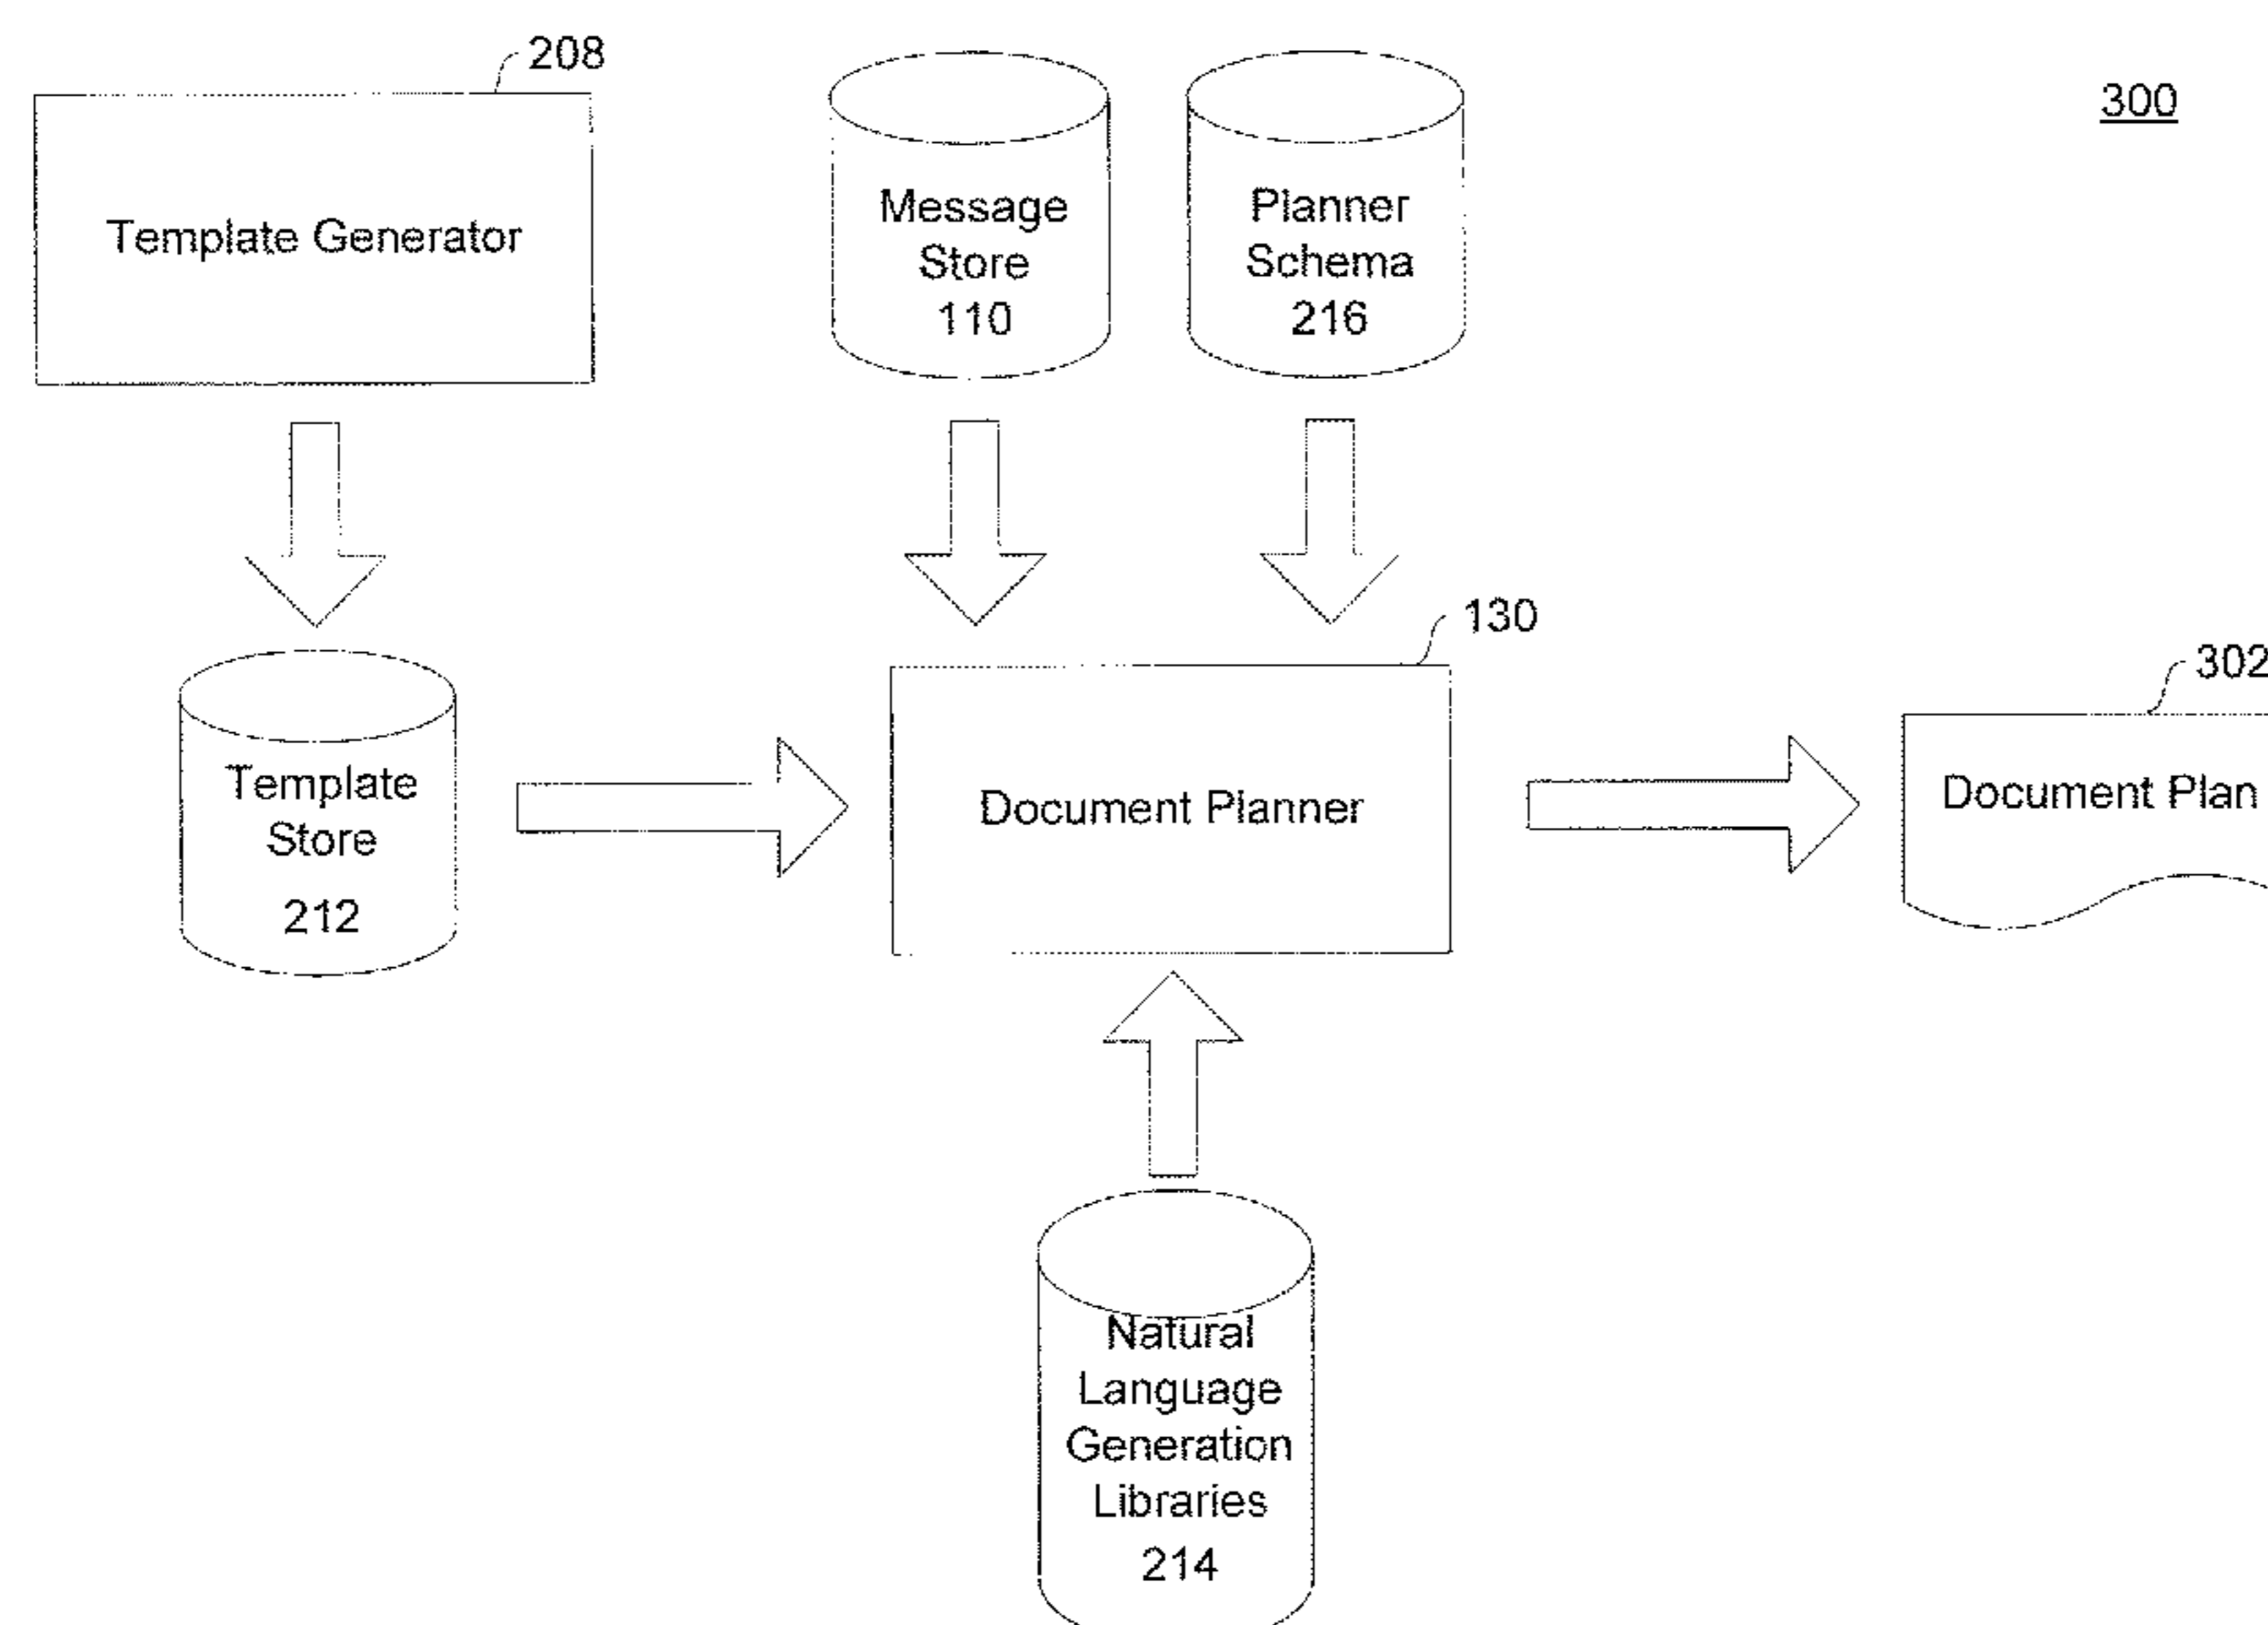 208
300
Template Generator
Message
Store
110
Planner
Schema
216
130
302
Template
Store
212
Document Planner
Document Plan
Natural
Language
Generation
Libraries
214